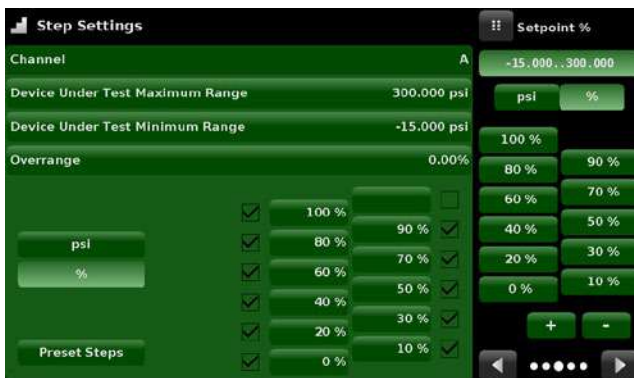 Step Settings
Channel A
Device Under Test Maximum Range 300.000 psi
Device Under Test Minimum Range -15.000 psi
Overrange 0.00%
100 %
90 %
80 %
psi
70 %
%
60 %
50 %
40 %
30 %
20 %
Preset Steps
10 %
0 %
Setpoint %
-15.000..300.000
psi %
100 %
90 %
80 %
70 %
60 %
50 %
40 %
30 %
20 %
10 %
0 %
+ -